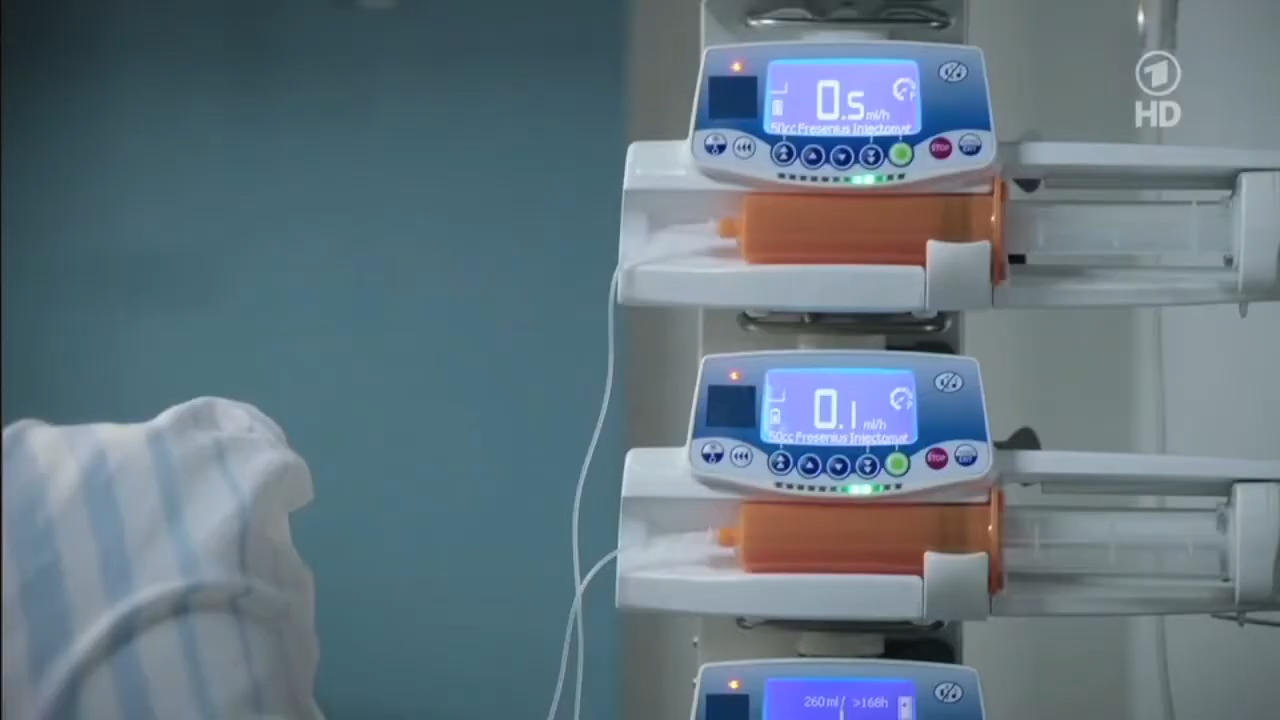 1
HD
0.5 ml/h
50cc Fresenius Injectomat
STOP
0.1 ml/h
50cc Fresenius Injectomat
STOP
260 ml/ >168h